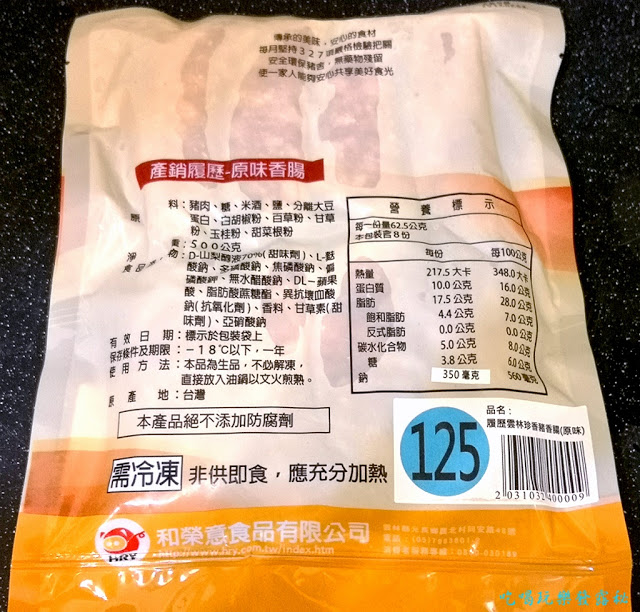 傳承的美味，安心的食材
每月堅持327項嚴格檢驗把關
安全環保豬舍，無藥物殘留
使一家人能夠安心共享美好食光
產銷履歷-原味香腸
原料：豬肉、糖、米酒、鹽、分離大豆
蛋白、白胡椒粉、百草粉、甘草
粉、玉桂粉、甜菜根粉
淨重：500公克
食品添加物：D-山梨醇液70%(甜味劑)、L-麩
酸鈉、多磷酸鈉、焦磷酸鈉、偏
磷酸鉀、無水醋酸鈉、DL-蘋果
酸、脂肪酸蔗糖酯、異抗壞血酸
鈉(抗氧化劑)、香料、甘草素(甜
味劑)、亞硝酸鈉
有效日期：標示於包裝袋上
保存條件及期限：-18℃以下，一年
使用方法：本品為生品，不必解凍，
直接放入油鍋以文火煎熟。
原產地：台灣
本產品絕不添加防腐劑
營養標示
每一份量62.5公克
本包裝含8份
每份 每100公克
熱量 217.5大卡 348.0大卡
蛋白質 10.0公克 16.0公克
脂肪 17.5公克 28.0公克
飽和脂肪 4.4公克 7.0公克
反式脂肪 0.0公克 0.0公克
碳水化合物 5.0公克 8.0公克
糖 3.8公克 6.0公克
鈉 350毫克 560毫克
125
品名：
履歷雲林珍香豬香腸(原味)
2031032400009
需冷凍 非供即食，應充分加熱
HRY
和榮意食品有限公司
http://www.hry.com.tw/index.htm
吃喝玩樂發露社